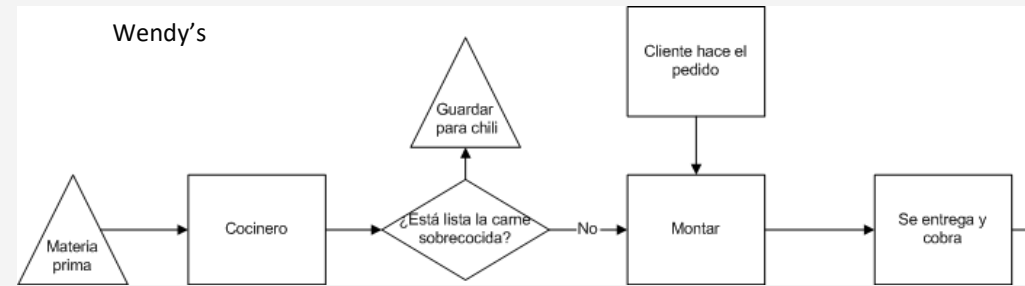 Wendy's
Cliente hace el
pedido
Guardar
para chili
Materia
prima
Cocinero
¿Está lista la carne
sobrecocida?
No
Montar
Se entrega y
cobra